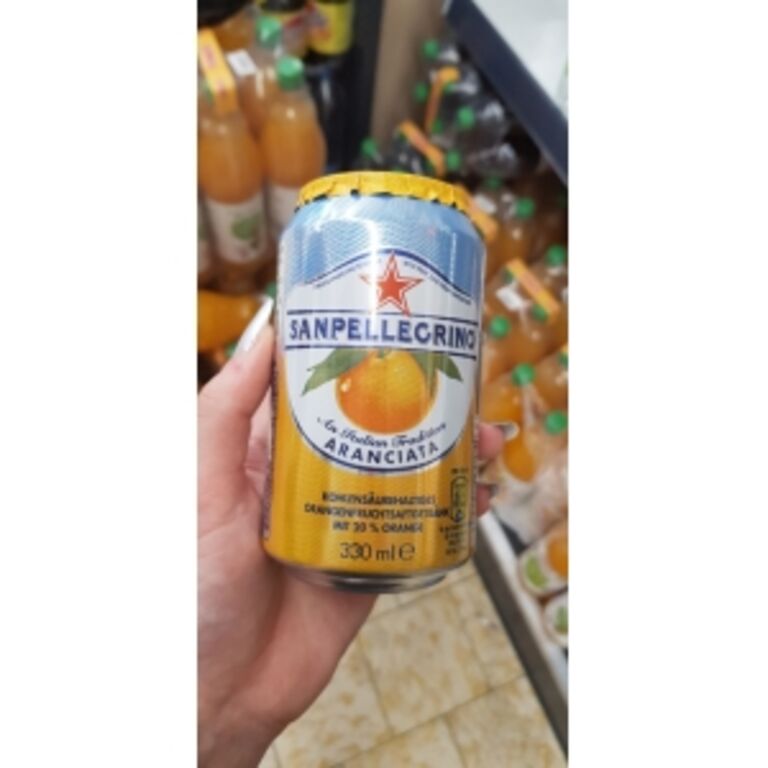 SANPELLEGRINO
An Italian Tradition
ARANCIATA
KOHLENSÄUREHALTIGES
ORANGENFRUCHTSAFTGETRÄNK
MIT 20 % ORANGE
330 ml e